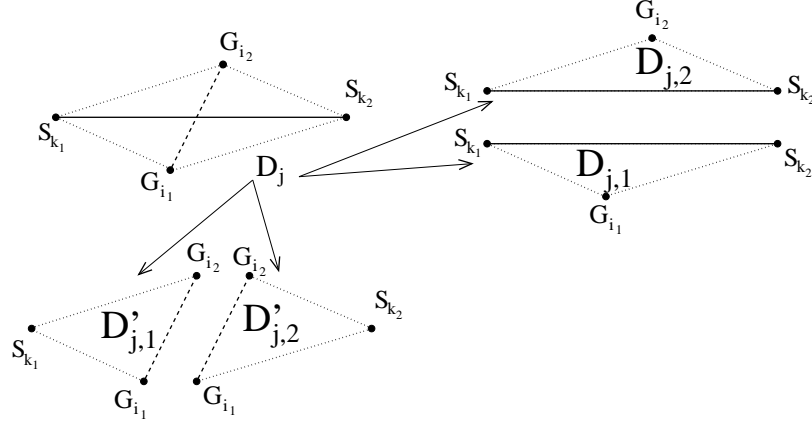 G_{i_2}
S_{k_1}
S_{k_2}
G_{i_1}
D_j
G_{i_2}
D_{j,2}
S_{k_1}
S_{k_2}
S_{k_1}
D_{j,1}
S_{k_2}
G_{i_1}
G_{i_2}
D'_{j,1}
S_{k_1}
G_{i_1}
G_{i_2}
D'_{j,2}
S_{k_2}
G_{i_1}